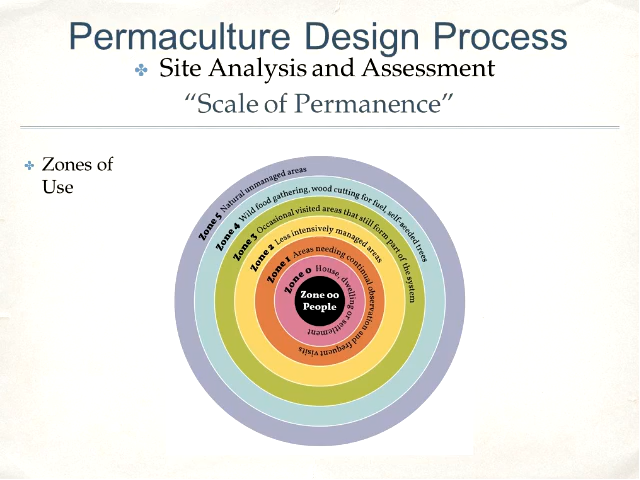 Permaculture Design Process
Site Analysis and Assessment
“Scale of Permanence”
Zones of
Use
Zone 5 Natural unmanaged areas
Zone 4 Wild food gathering, wood cutting for fuel, self-seeded trees
Zone 3 Occasional visited areas that still form part of the system
Zone 2 Less intensively managed areas
Zone 1 Areas needing continual observation and frequent visits
Zone 0 House, dwelling or settlement
Zone 00
People